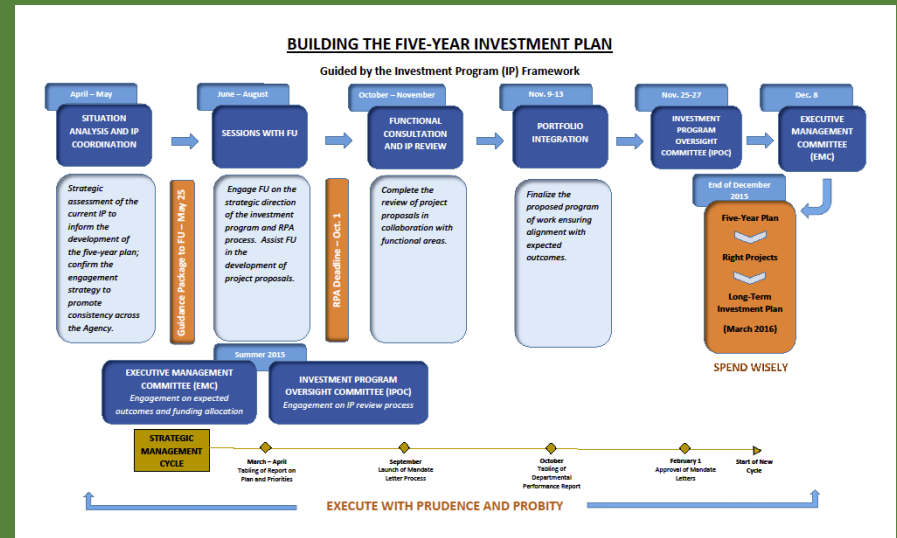 BUILDING THE FIVE-YEAR INVESTMENT PLAN
Guided by the Investment Program (IP) Framework
April – May
SITUATION
ANALYSIS AND IP
COORDINATION
June – August
SESSIONS WITH FU
October – November
FUNCTIONAL
CONSULTATION
AND IP REVIEW
Nov. 9-13
PORTFOLIO
INTEGRATION
Nov. 25-27
INVESTMENT
PROGRAM
OVERSIGHT
COMMITTEE (IPOC)
Dec. 8
EXECUTIVE
MANAGEMENT
COMMITTEE
(EMC)
Strategic
assessment of the
current IP to
inform the
development of
the five-year plan;
confirm the
engagement
strategy to
promote
consistency across
the Agency.
Guidance Package to FU – May 25
Engage FU on the
strategic direction
of the investment
program and RPA
process. Assist FU
in the
development of
project proposals.
RPA Deadline – Oct. 1
Complete the
review of project
proposals in
collaboration with
functional areas.
Finalize the
proposed program
of work ensuring
alignment with
expected
outcomes.
End of December
2015
Five-Year Plan
Right Projects
Long-Term
Investment Plan
(March 2016)
SPEND WISELY
Summer 2015
EXECUTIVE MANAGEMENT
COMMITTEE (EMC)
Engagement on expected
outcomes and funding allocation
INVESTMENT PROGRAM
OVERSIGHT COMMITTEE (IPOC)
Engagement on IP review process
STRATEGIC
MANAGEMENT
CYCLE
March – April
Tabling of Report on
Plan and Priorities
September
Launch of Mandate
Letter Process
October
Tabling of
Departmental
Performance Report
February 1
Approval of Mandate
Letters
Start of New
Cycle
EXECUTE WITH PRUDENCE AND PROBITY